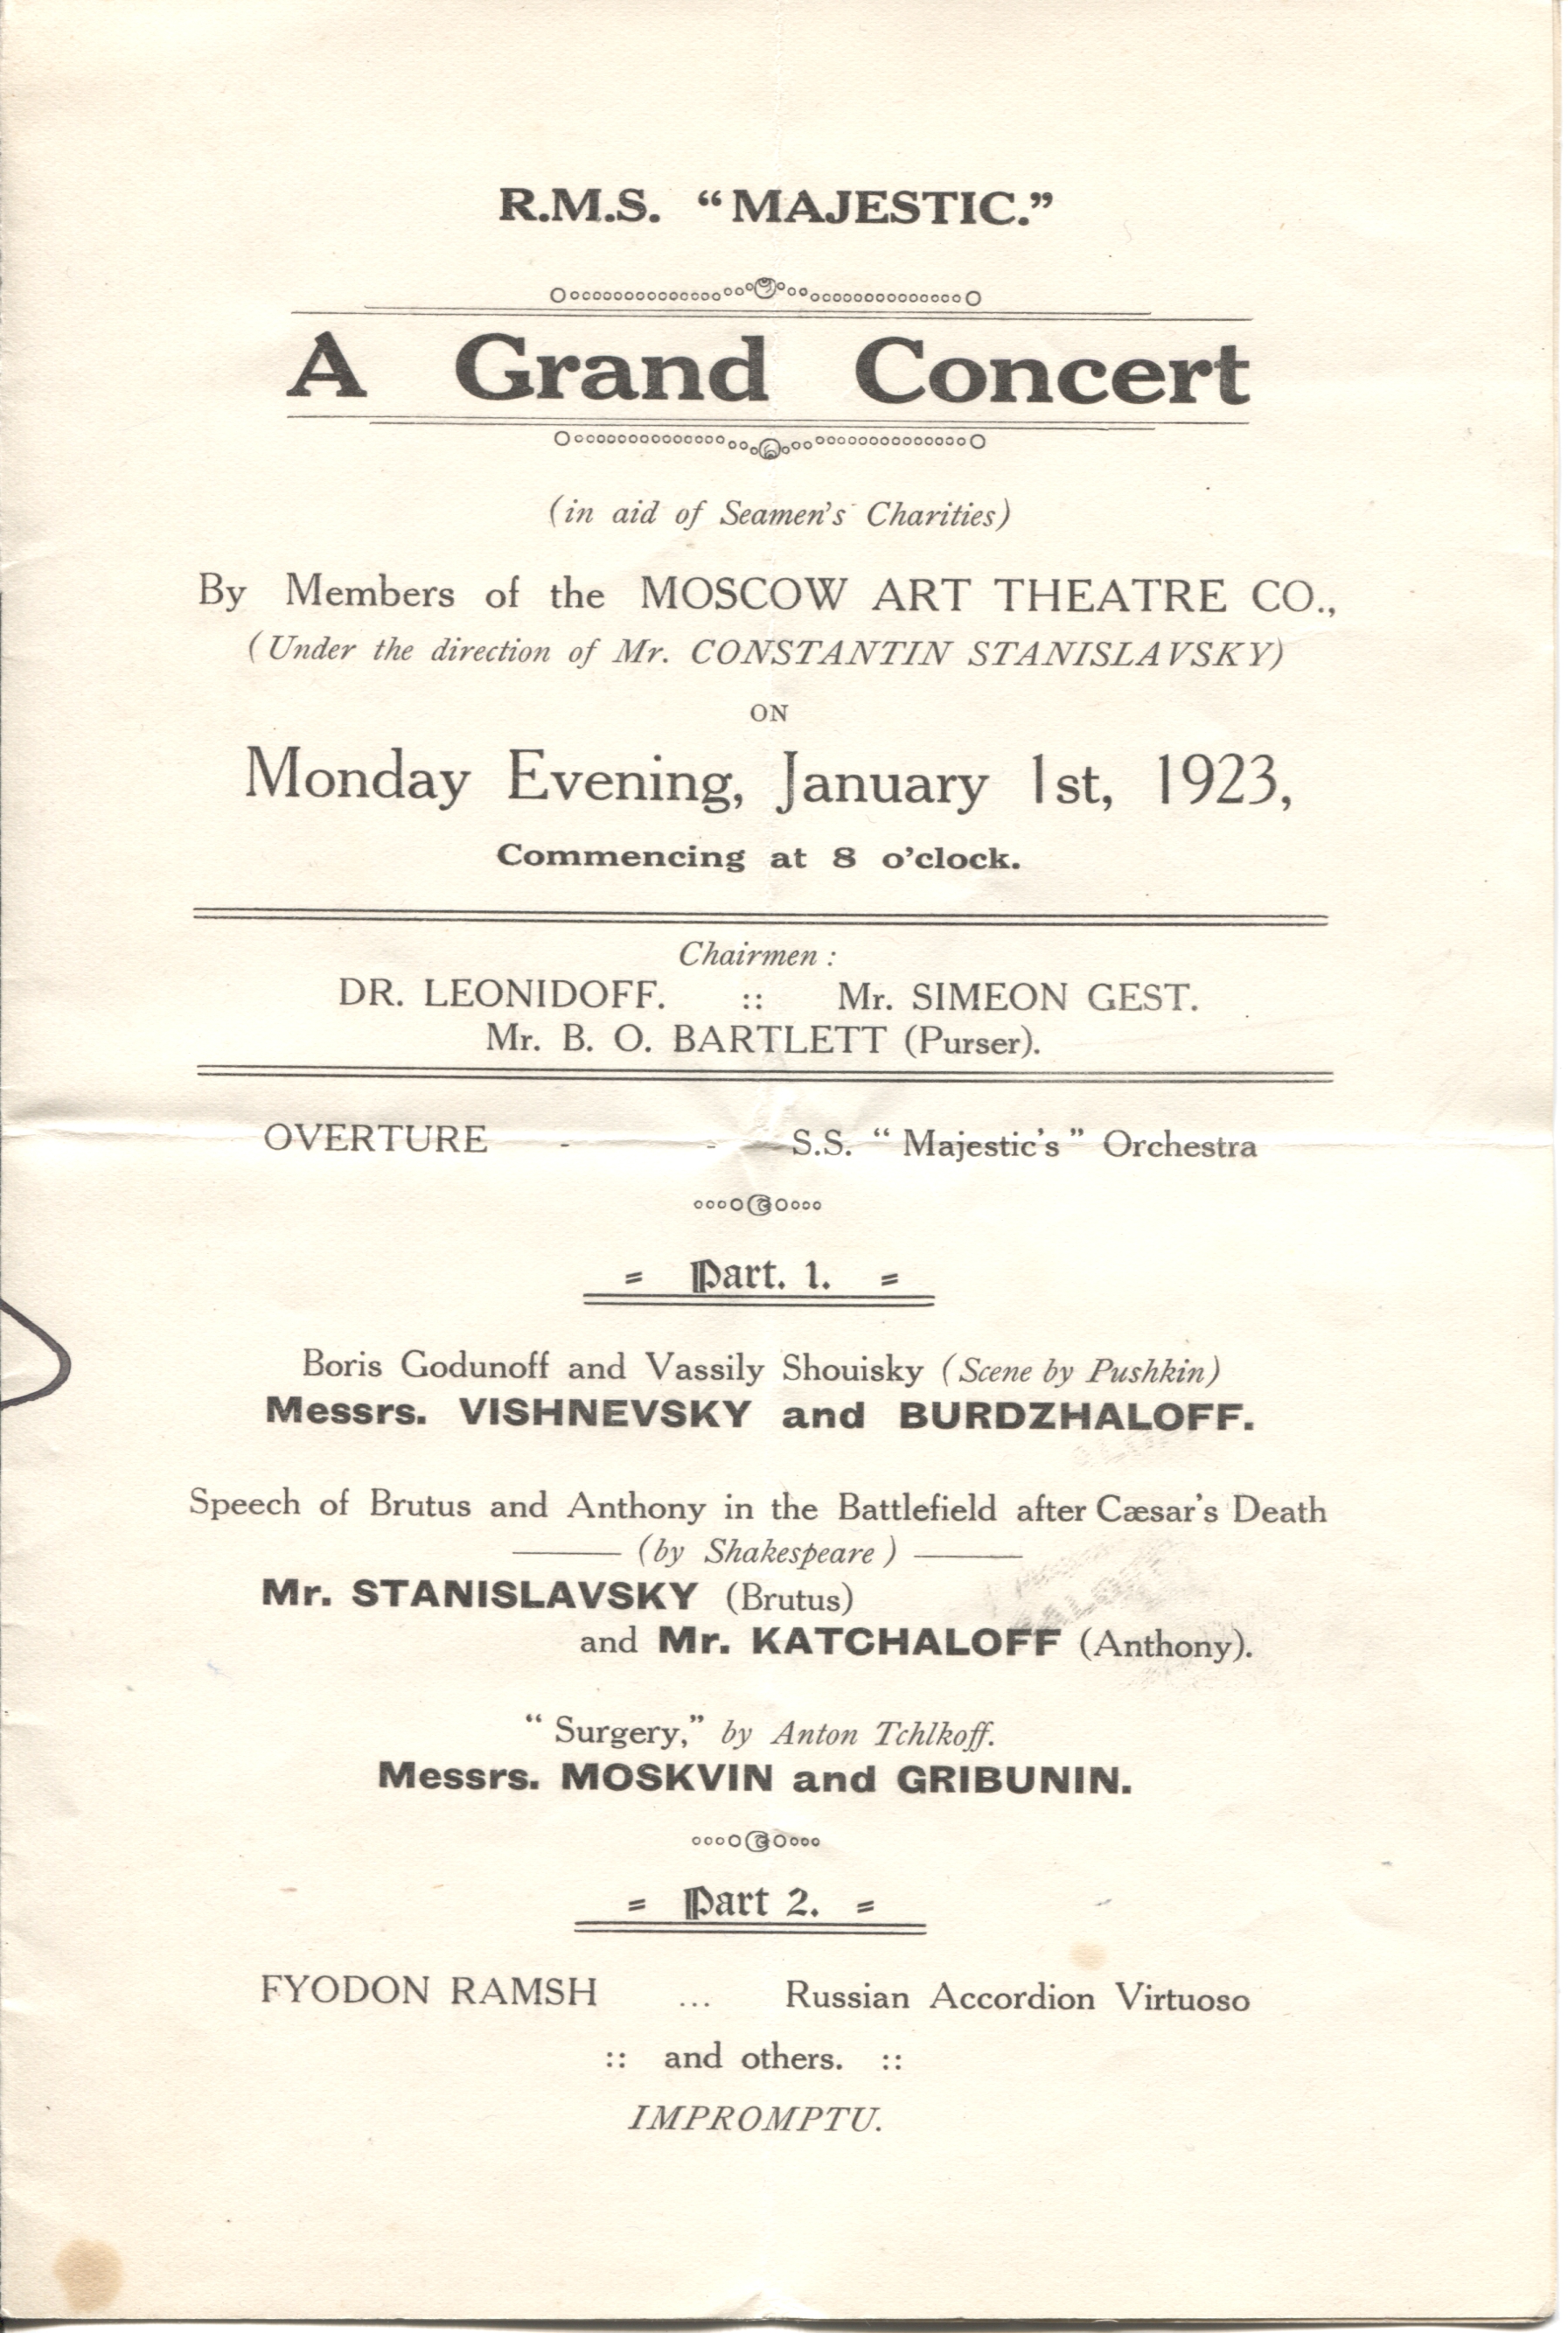 R.M.S. “MAJESTIC.”
A Grand Concert
(in aid of Seamen's Charities)
By Members of the MOSCOW ART THEATRE CO.,
(Under the direction of Mr. CONSTANTIN STANISLAVSKY)
ON
Monday Evening, January 1st, 1923,
Commencing at 8 o'clock.
Chairmen :
DR. LEONIDOFF. :: Mr. SIMEON GEST.
Mr. B. O. BARTLETT (Purser).
OVERTURE - - S.S. “Majestic's” Orchestra
= Part. 1. =
Boris Godunoff and Vassily Shouisky (Scene by Pushkin)
Messrs. VISHNEVSKY and BURDZHALOFF.
Speech of Brutus and Anthony in the Battlefield after Cæsar's Death
(by Shakespeare)
Mr. STANISLAVSKY (Brutus)
and Mr. KATCHALOFF (Anthony).
“Surgery,” by Anton Tchlkoff.
Messrs. MOSKVIN and GRIBUNIN.
= Part 2. =
FYODON RAMSH ... Russian Accordion Virtuoso
:: and others. ::
IMPROMPTU.